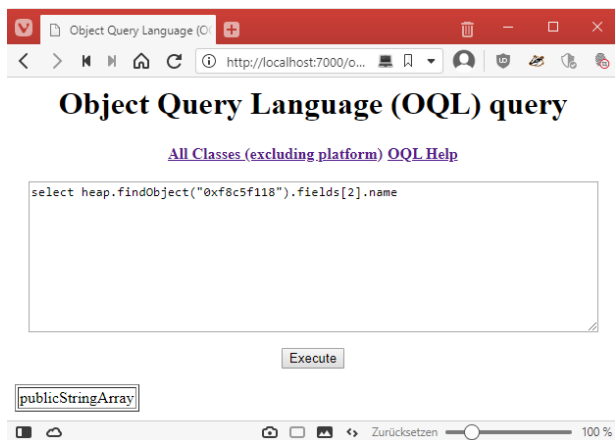 Object Query Language (O
http://localhost:7000/o...
Object Query Language (OQL) query
All Classes (excluding platform) OQL Help
select heap.findObject("0xf8c5f118").fields[2].name
Execute
publicStringArray
Zurücksetzen 100 %